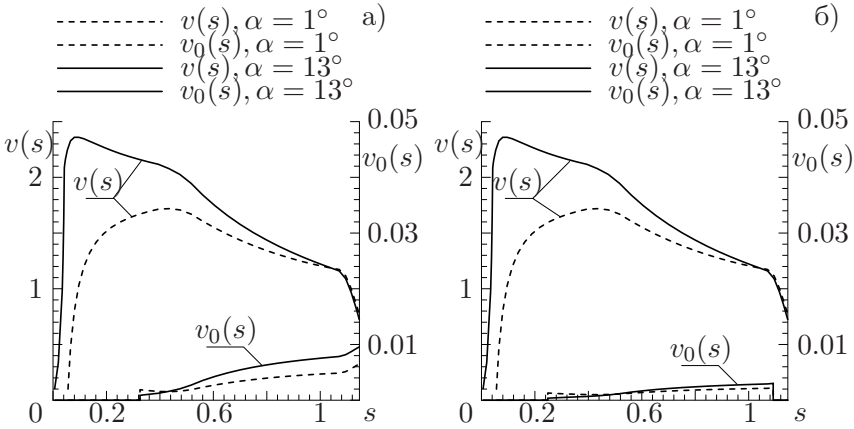 v(s), α = 1°
v₀(s), α = 1°
v(s), α = 13°
v₀(s), α = 13°
а)
v(s)
2
1
0
0.2
0.6
1
s
0.05
v₀(s)
0.03
0.01
v(s)
v₀(s)
v(s), α = 1°
v₀(s), α = 1°
v(s), α = 13°
v₀(s), α = 13°
б)
v(s)
2
1
0
0.2
0.6
1
s
0.05
v₀(s)
0.03
0.01
v(s)
v₀(s)